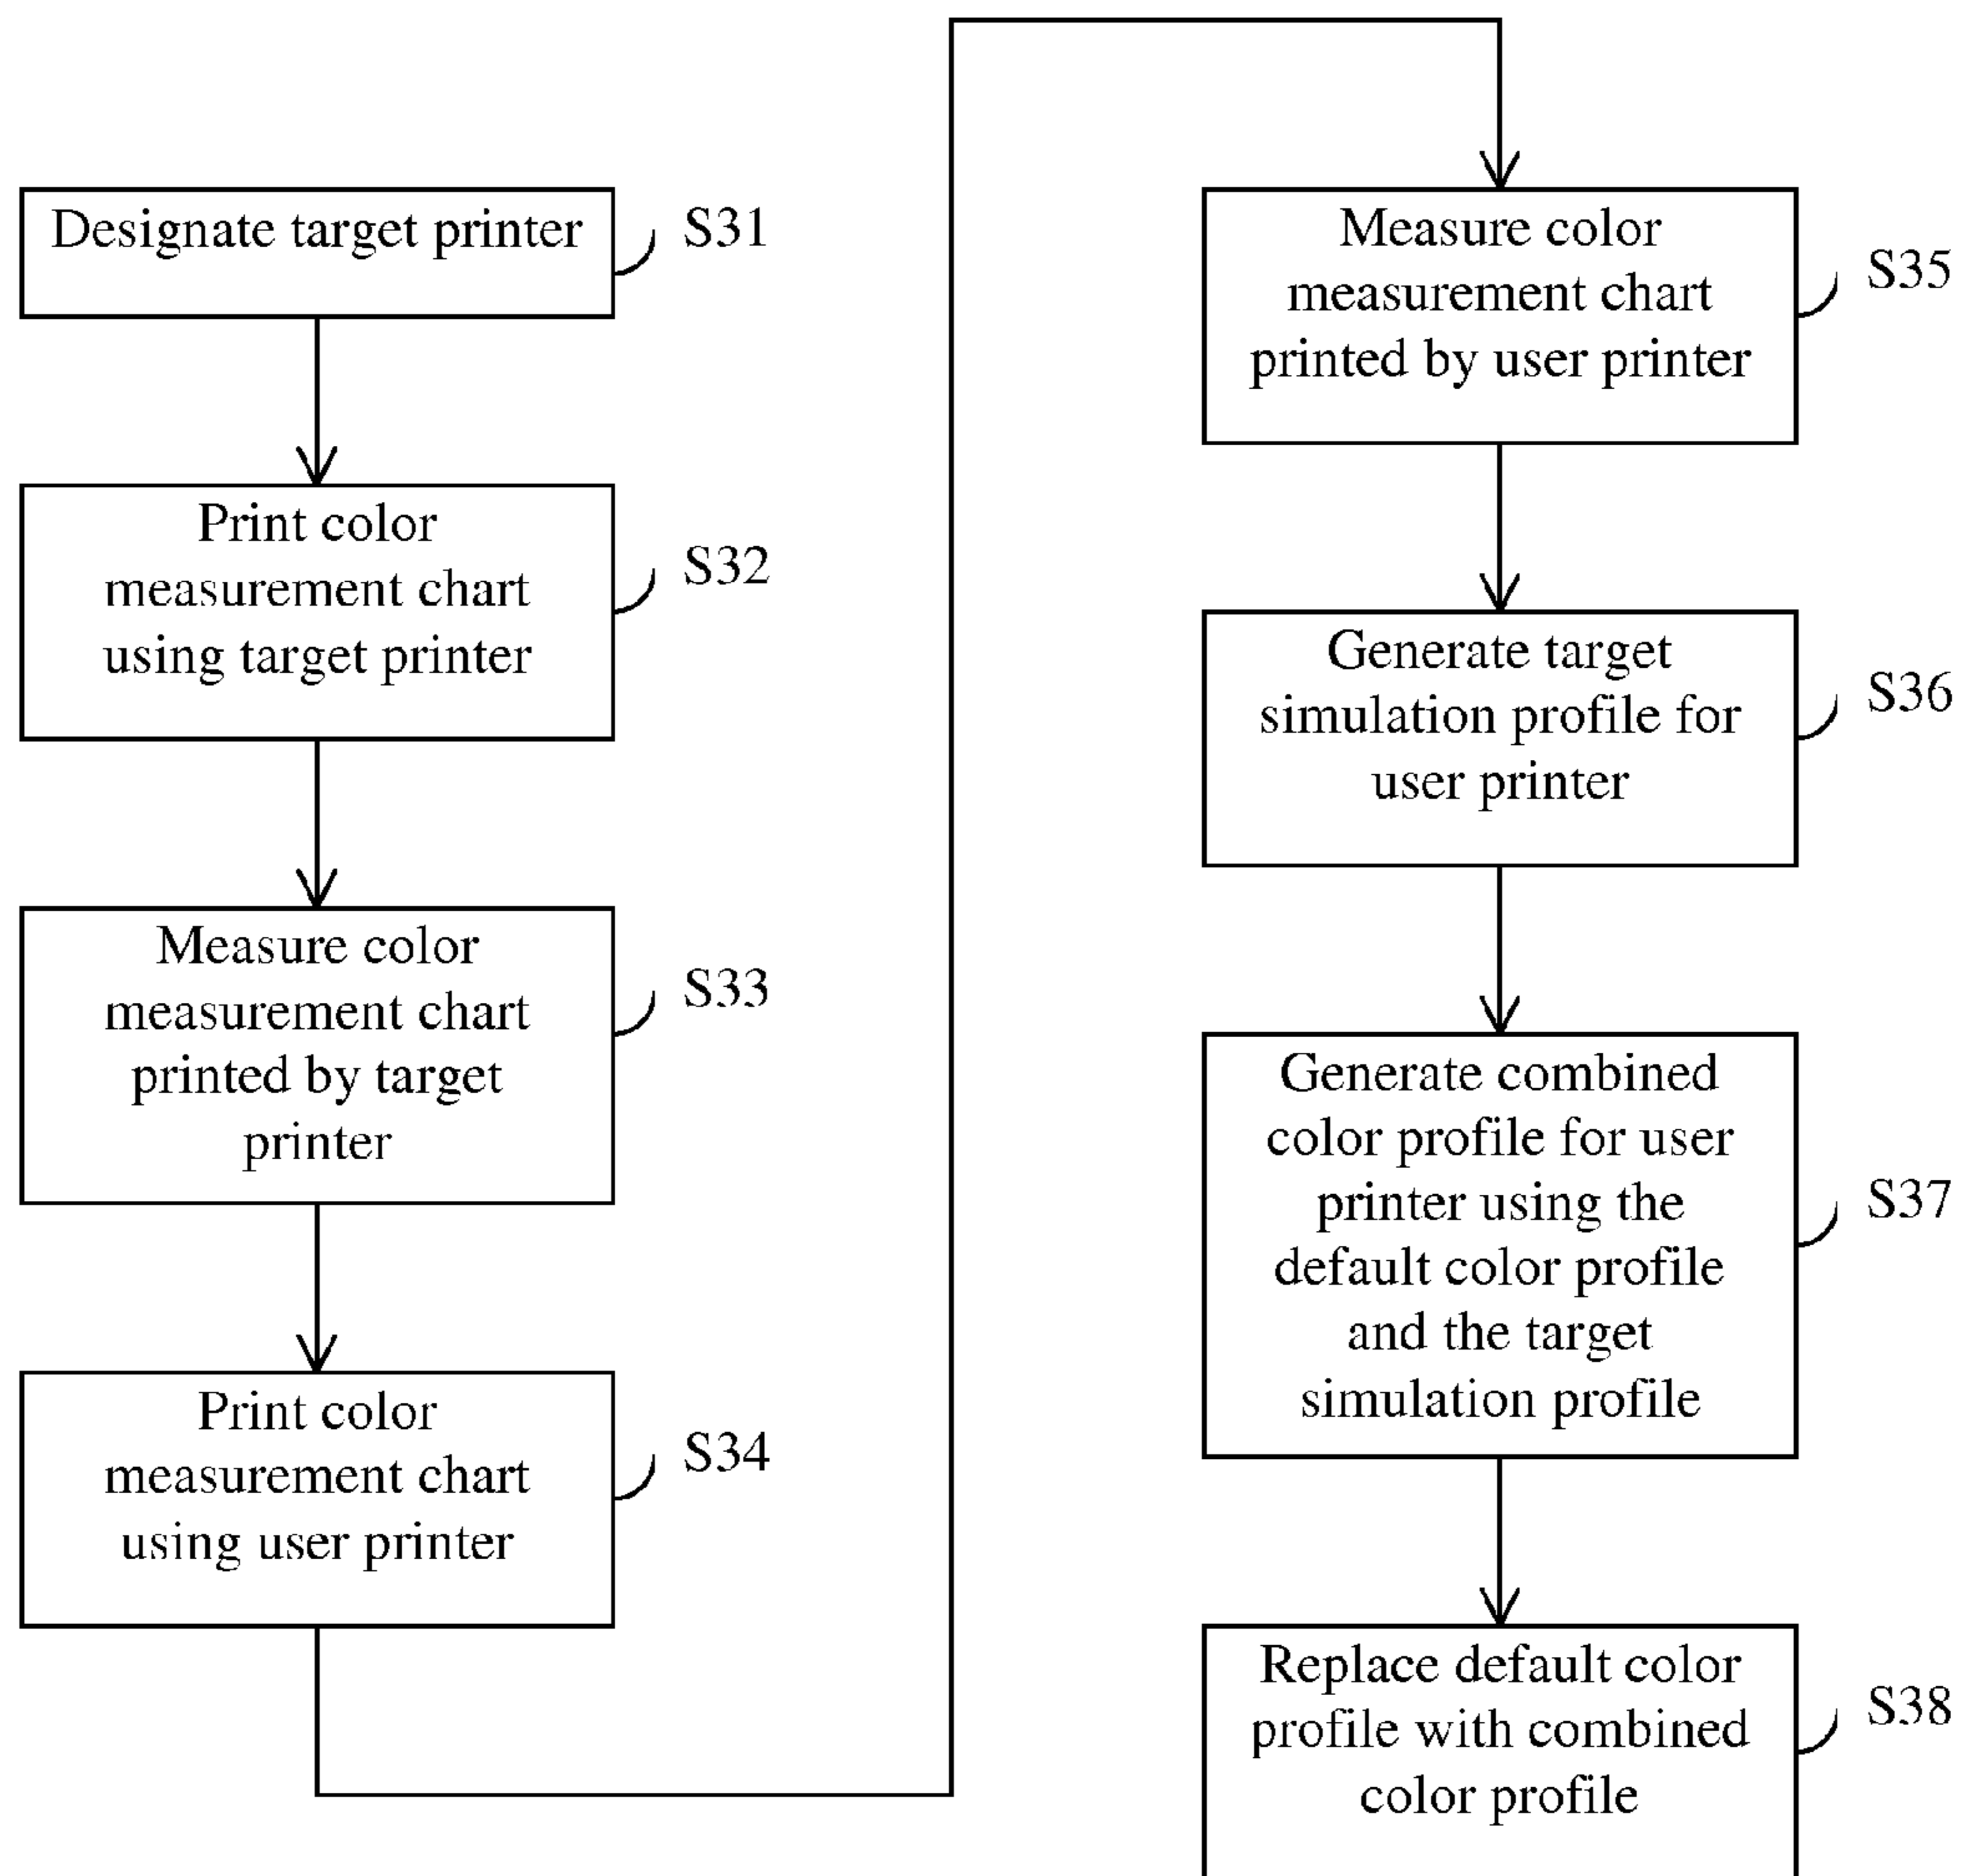 Designate target printer
S31
Print color
measurement chart
using target printer
S32
Measure color
measurement chart
printed by target
printer
S33
Print color
measurement chart
using user printer
S34
Measure color
measurement chart
printed by user printer
S35
Generate target
simulation profile for
user printer
S36
Generate combined
color profile for user
printer using the
default color profile
and the target
simulation profile
S37
Replace default color
profile with combined
color profile
S38